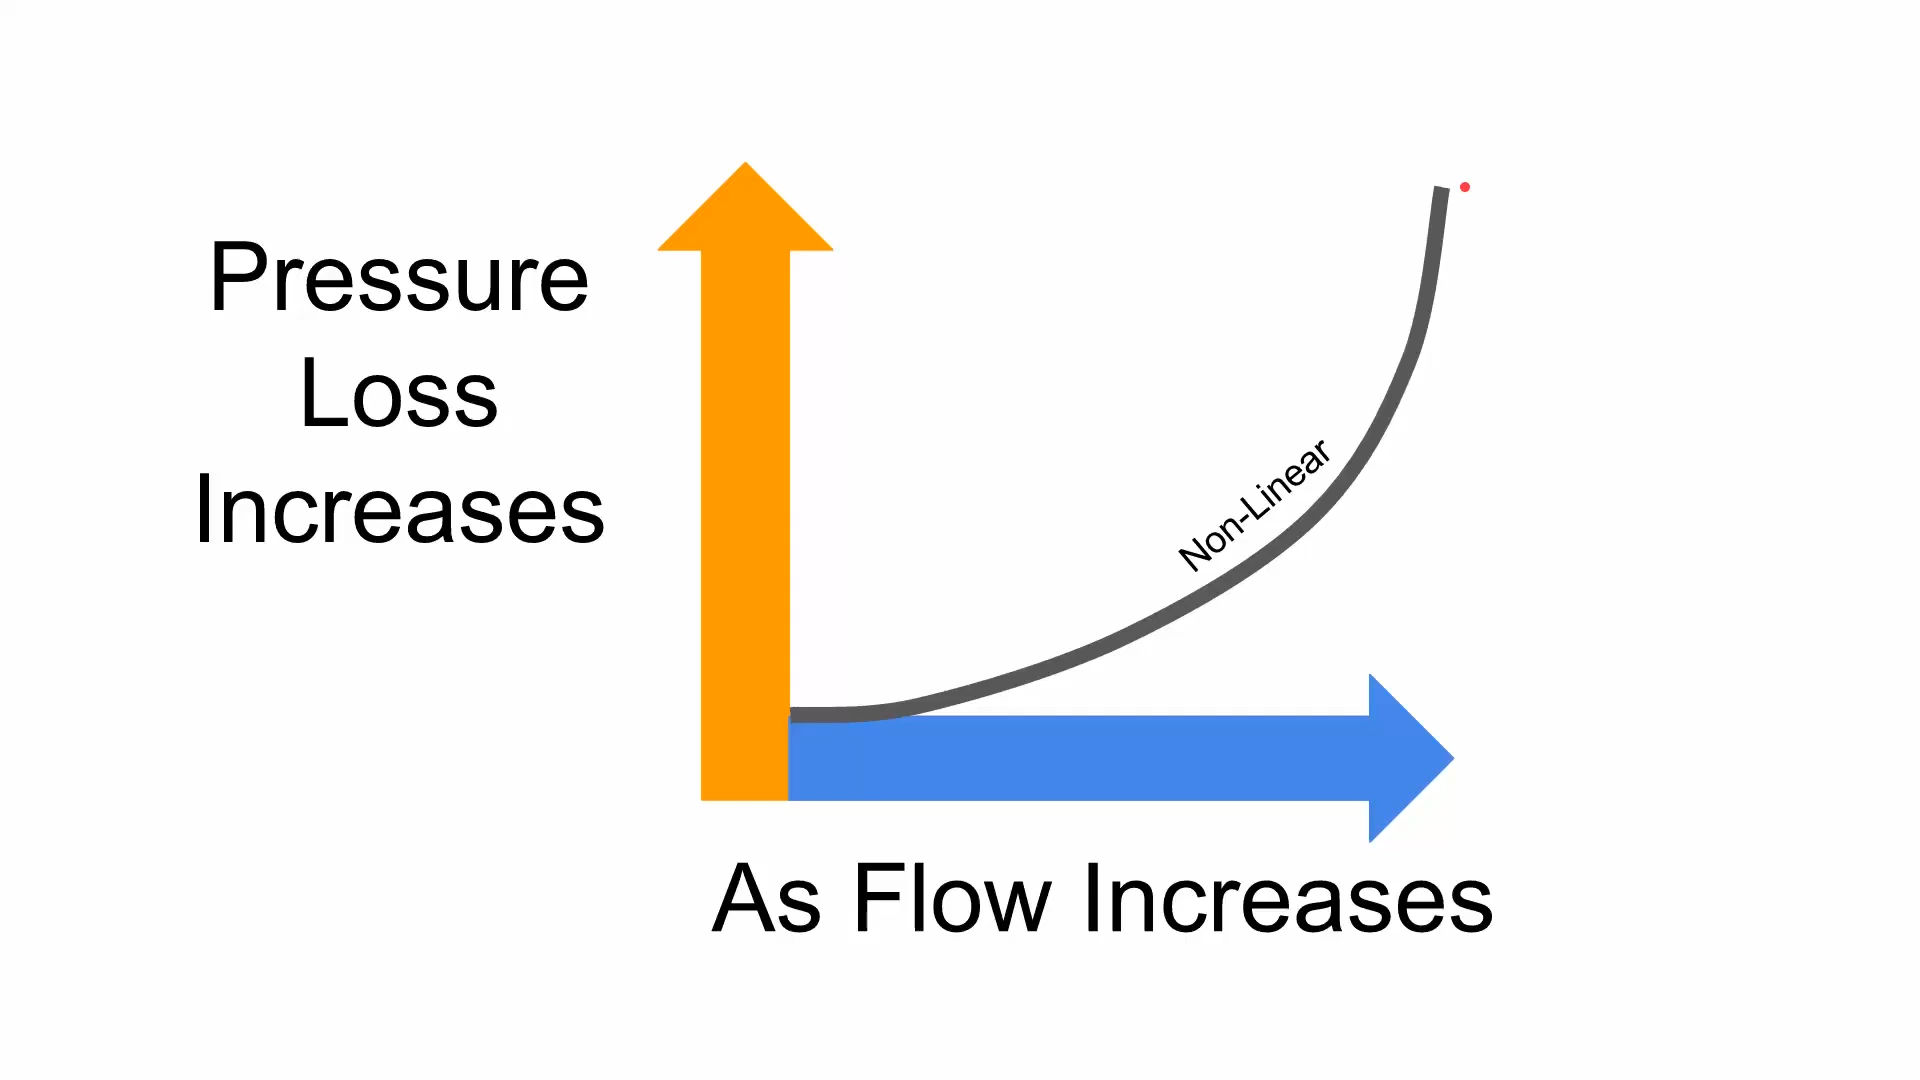 Pressure
Loss
Increases
Non-Linear
As Flow Increases